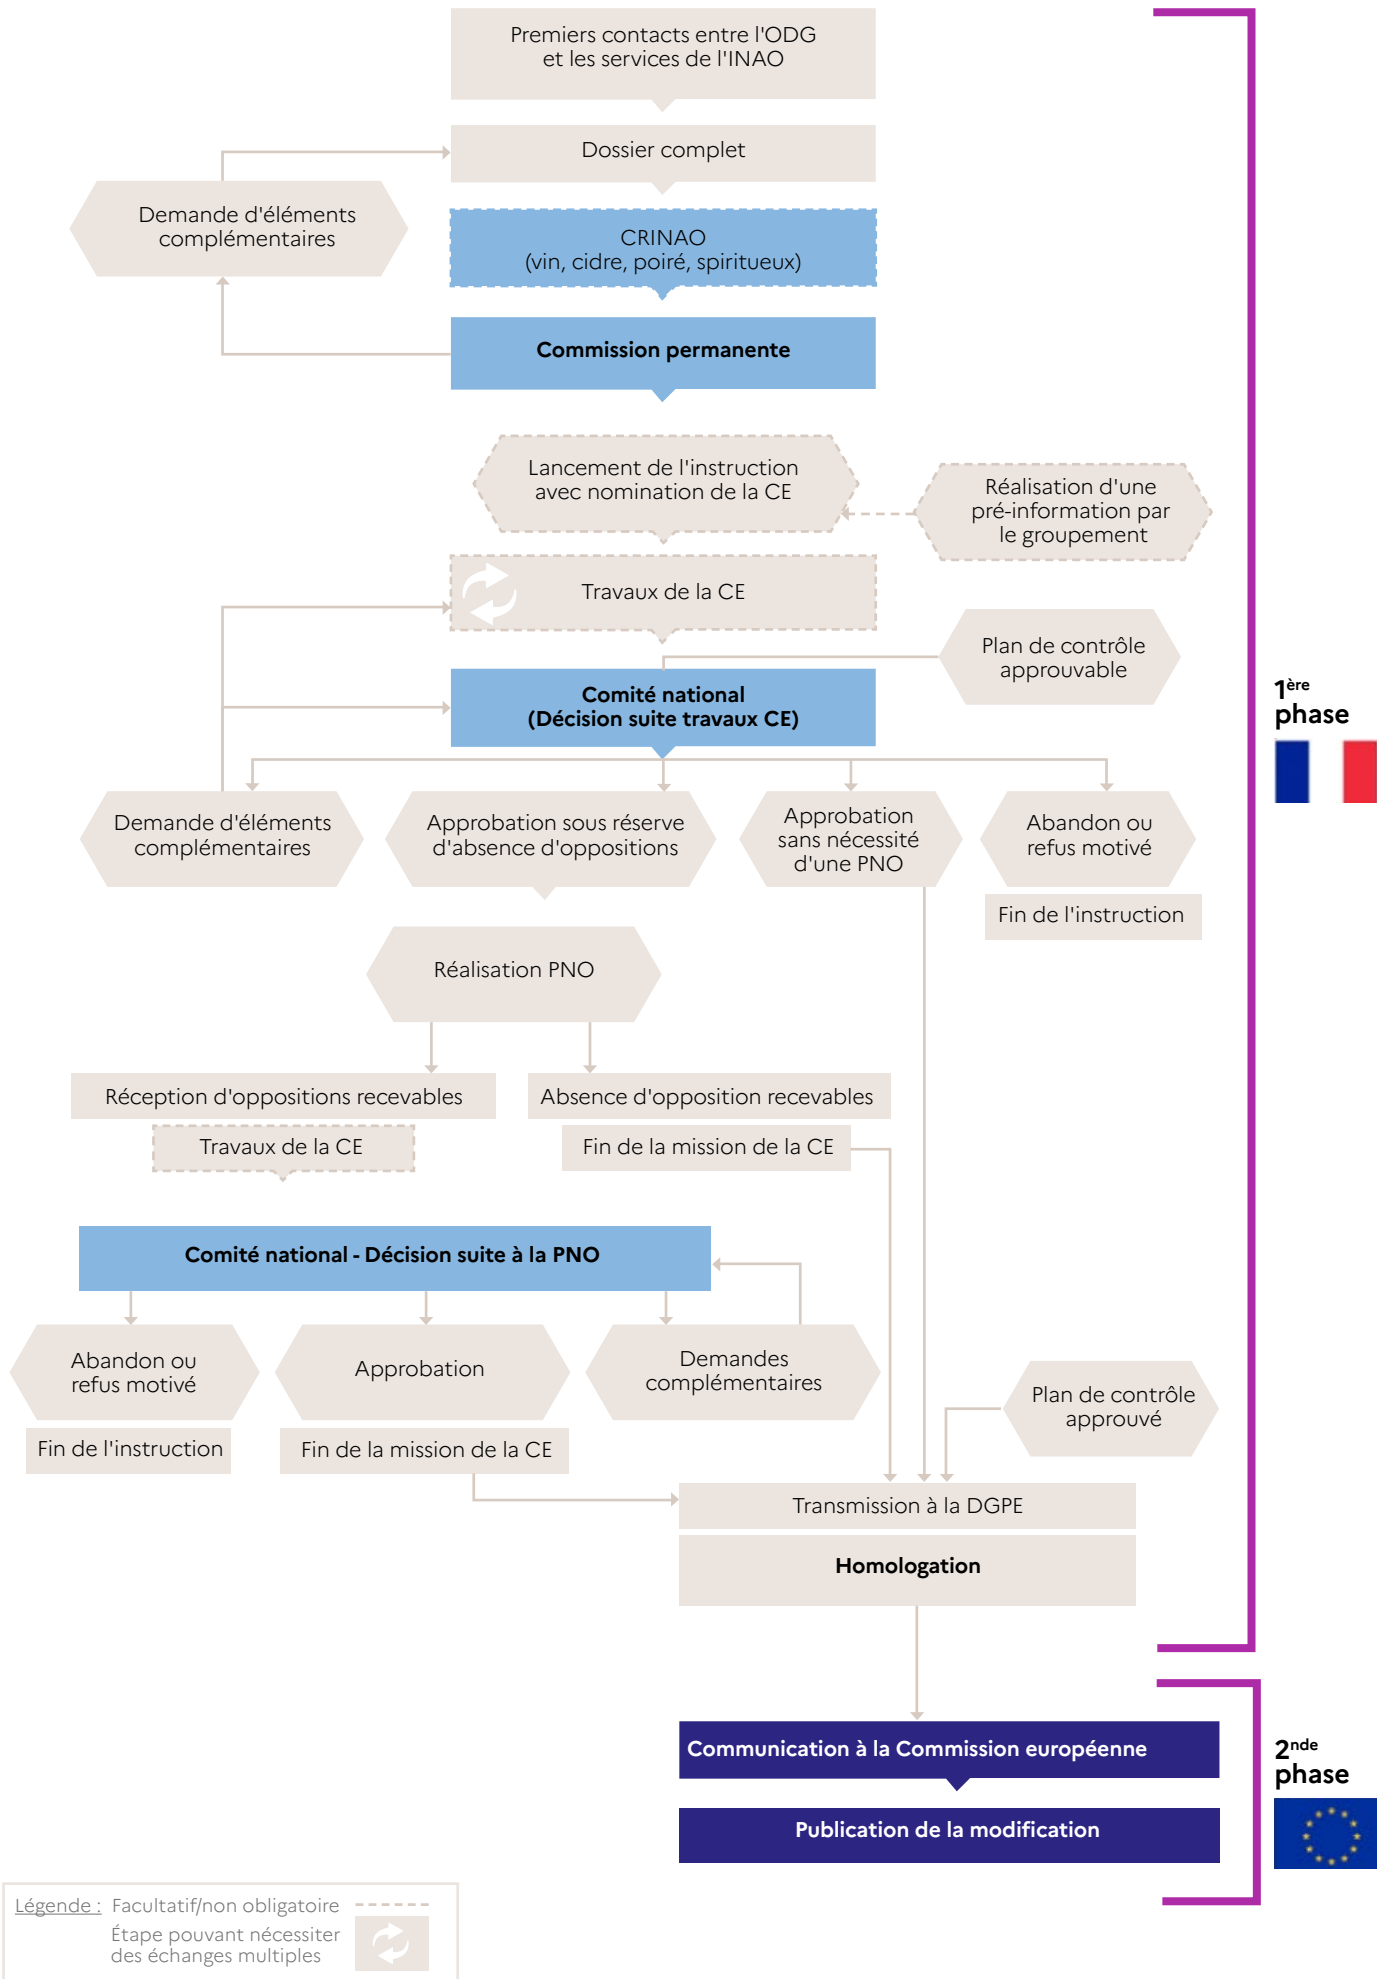 Premiers contacts entre l'ODG
et les services de l'INAO
Dossier complet
Demande d'éléments
complémentaires
CRINAO
(vin, cidre, poiré, spiritueux)
Commission permanente
Lancement de l'instruction
avec nomination de la CE
Réalisation d'une
pré-information par
le groupement
Travaux de la CE
Plan de contrôle
approuvable
Comité national
(Décision suite travaux CE)
1ère
phase
Demande d'éléments
complémentaires
Approbation sous réserve
d'absence d'oppositions
Approbation
sans nécessité
d'une PNO
Abandon ou
refus motivé
Fin de l'instruction
Réalisation PNO
Réception d'oppositions recevables
Absence d'opposition recevables
Travaux de la CE
Fin de la mission de la CE
Comité national - Décision suite à la PNO
Abandon ou
refus motivé
Approbation
Demandes
complémentaires
Plan de contrôle
approuvé
Fin de l'instruction
Fin de la mission de la CE
Transmission à la DGPE
Homologation
Communication à la Commission européenne
2nde
phase
Publication de la modification
Légende : Facultatif/non obligatoire
Étape pouvant nécessiter
des échanges multiples